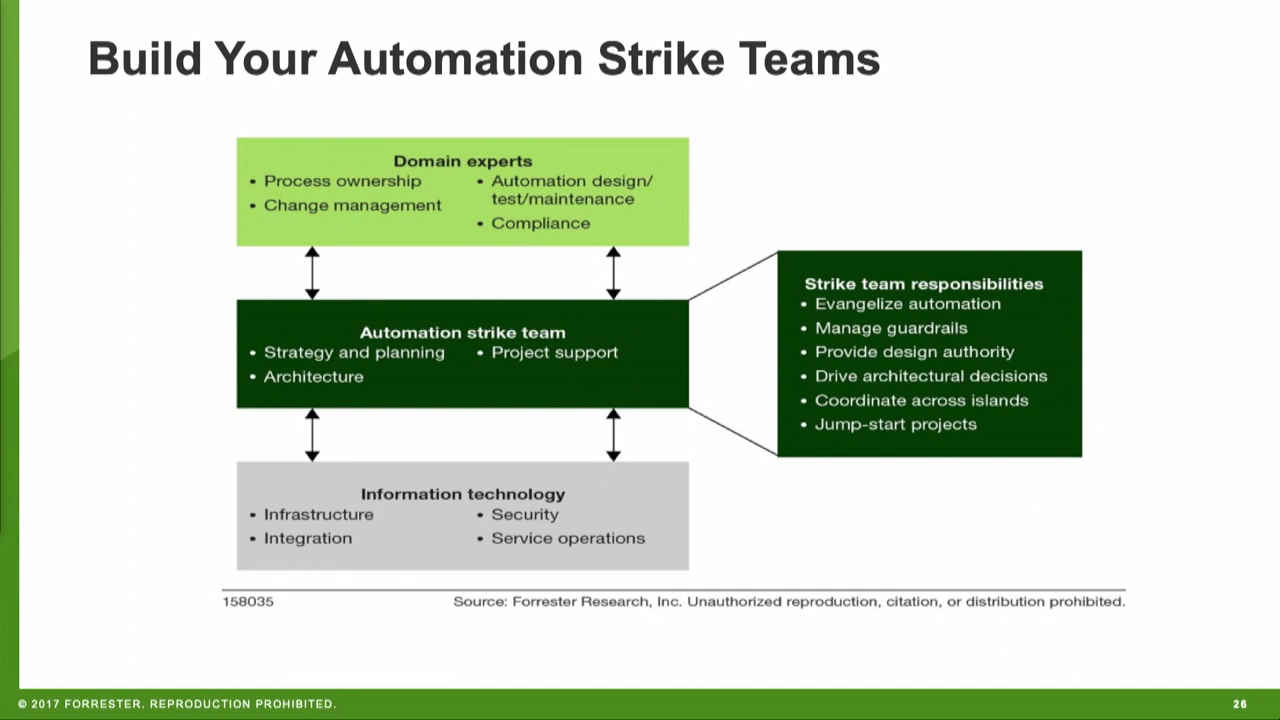 Build Your Automation Strike Teams
Domain experts
• Process ownership
• Change management
• Automation design/
test/maintenance
• Compliance
Automation strike team
• Strategy and planning
• Architecture
• Project support
Strike team responsibilities
• Evangelize automation
• Manage guardrails
• Provide design authority
• Drive architectural decisions
• Coordinate across islands
• Jump-start projects
Information technology
• Infrastructure
• Integration
• Security
• Service operations
158035
Source: Forrester Research, Inc. Unauthorized reproduction, citation, or distribution prohibited.
© 2017 FORRESTER. REPRODUCTION PROHIBITED.
26